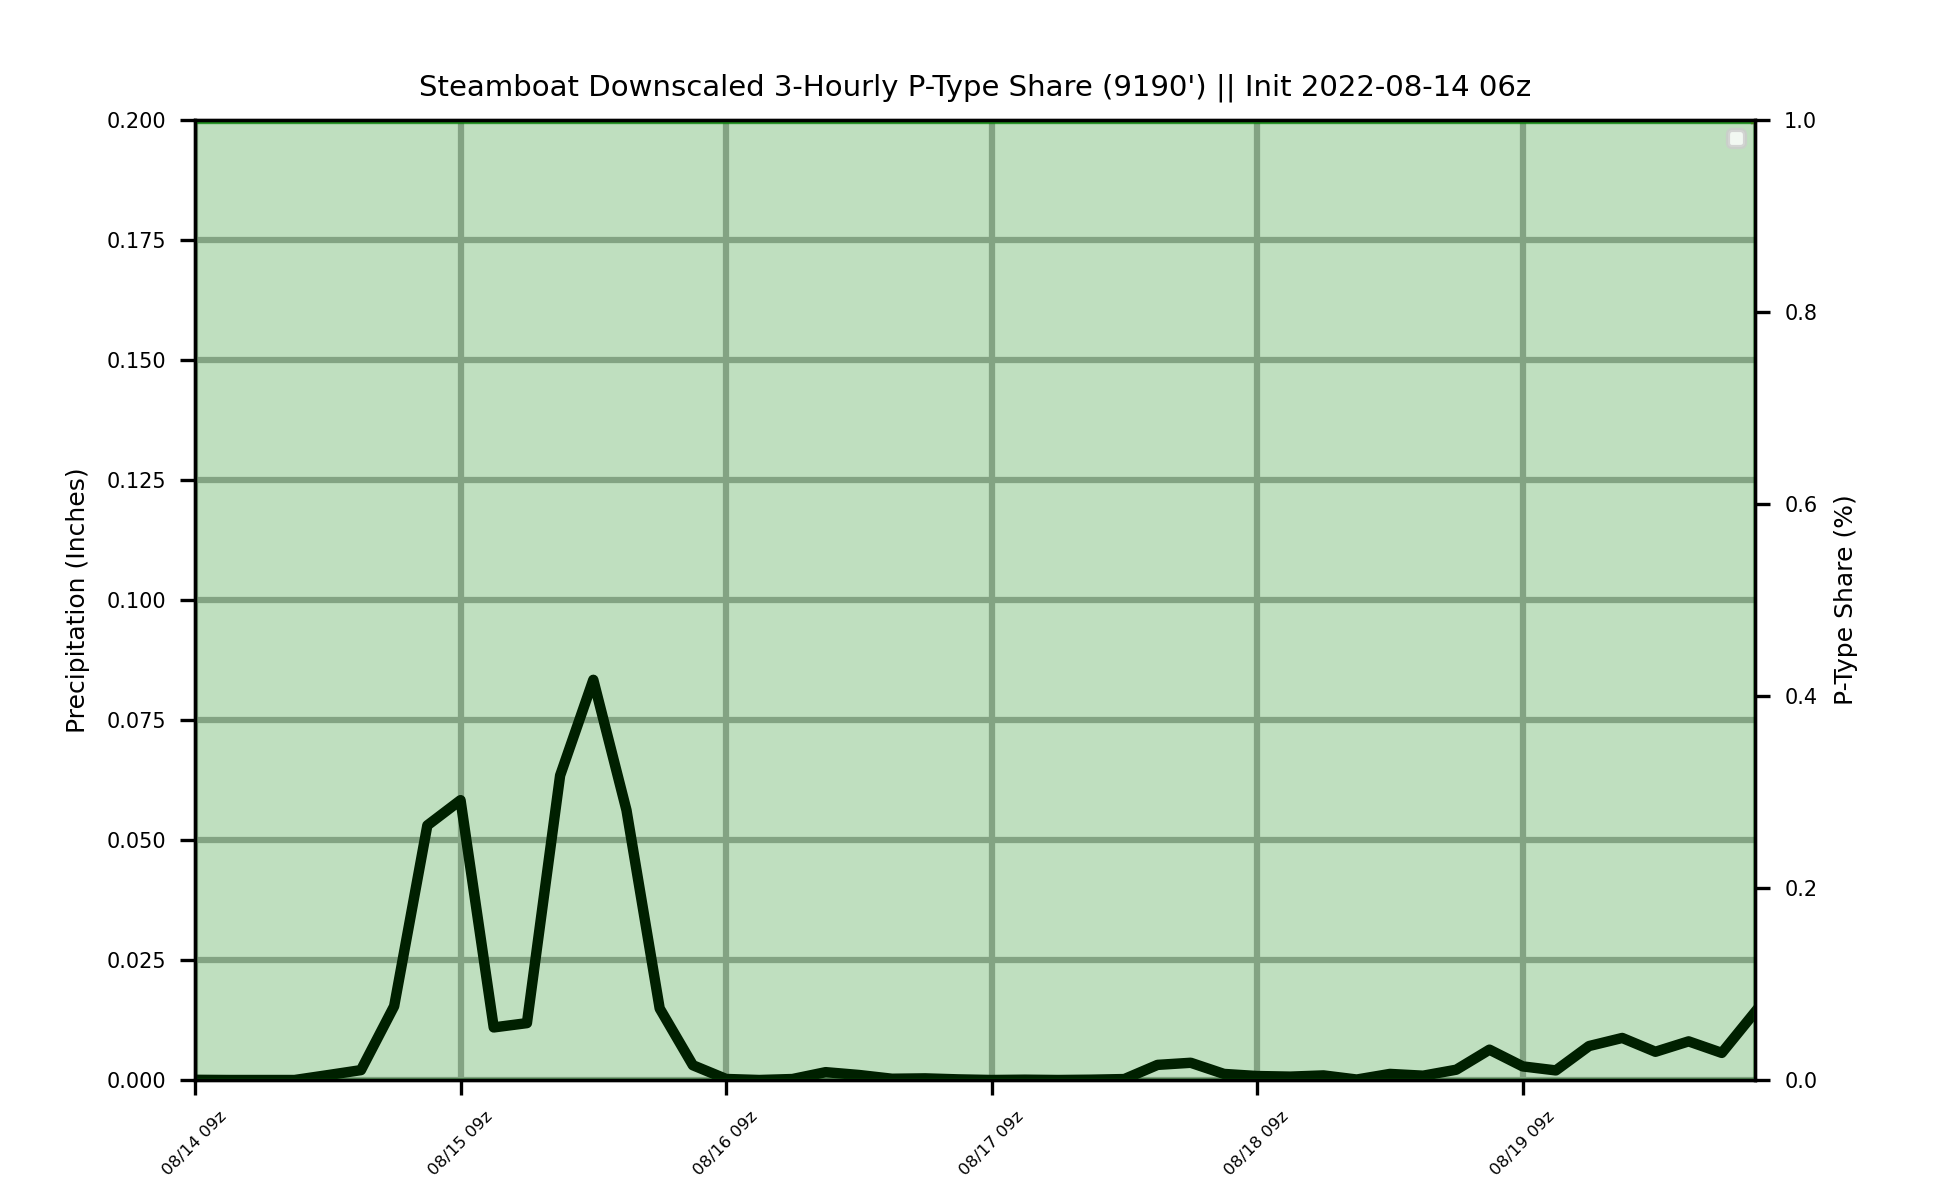 Steamboat Downscaled 3-Hourly P-Type Share (9190') || Init 2022-08-14 06z
0.200
0.175
0.150
0.125
0.100
0.075
0.050
0.025
0.000
Precipitation (Inches)
1.0
0.8
0.6
0.4
0.2
0.0
P-Type Share (%)
08/14 09z
08/15 09z
08/16 09z
08/17 09z
08/18 09z
08/19 09z